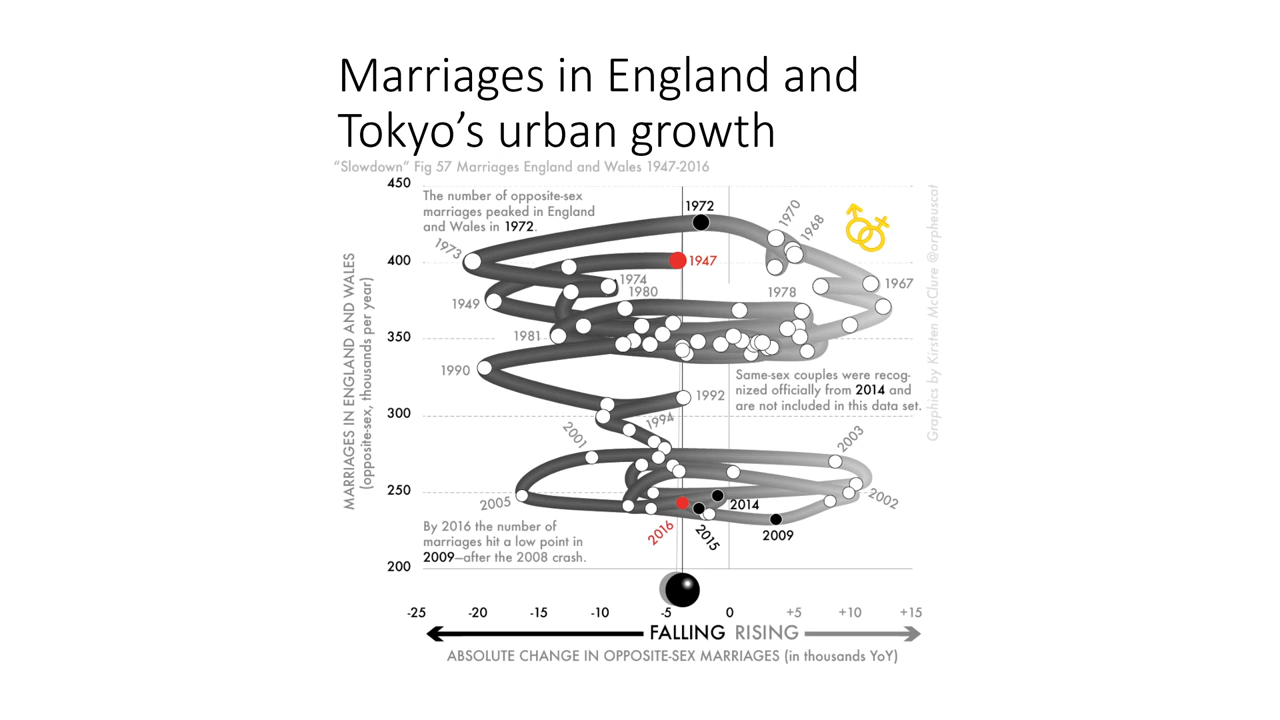 Marriages in England and
Tokyo’s urban growth
“Slowdown” Fig 57 Marriages England and Wales 1947-2016
450
The number of opposite-sex
marriages peaked in England
and Wales in 1972.
1972
1970
1968
1973
400
1947
1974
1980
1978
1967
1949
350
1981
1990
Same-sex couples were recog-
nized officially from 2014 and
are not included in this data set.
1992
300
1994
2001
2003
250
2005
2002
2014
2016
2015
2009
By 2016 the number of
marriages hit a low point in
2009—after the 2008 crash.
200
MARRIAGES IN ENGLAND AND WALES
(opposite-sex, thousands per year)
Graphics by Kirsten McClure @orpheuscat
-25 -20 -15 -10 -5 0 +5 +10 +15
FALLING RISING
ABSOLUTE CHANGE IN OPPOSITE-SEX MARRIAGES (in thousands YoY)